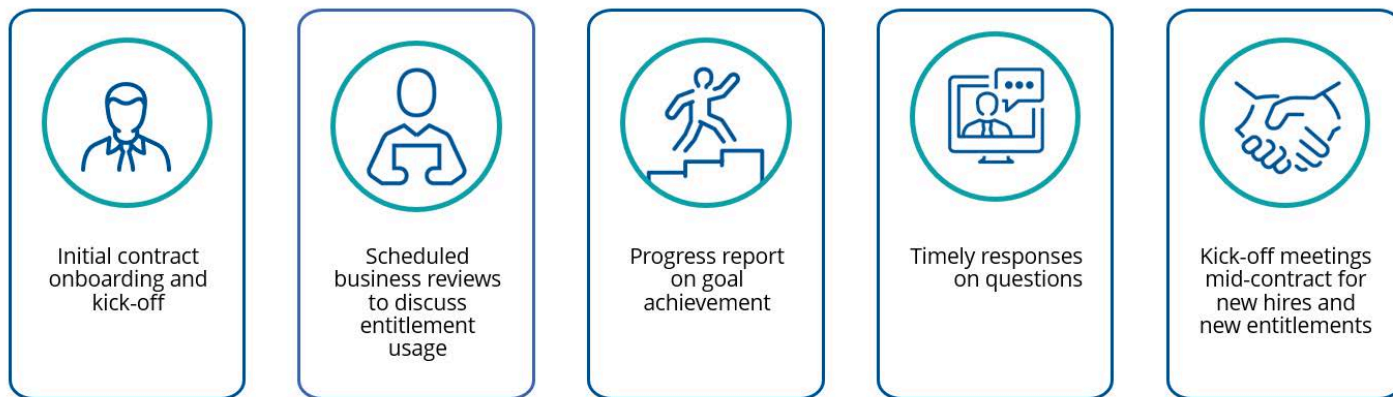 Initial contract
onboarding and
kick-off
Scheduled
business reviews
to discuss
entitlement
usage
Progress report
on goal
achievement
Timely responses
on questions
Kick-off meetings
mid-contract for
new hires and
new entitlements